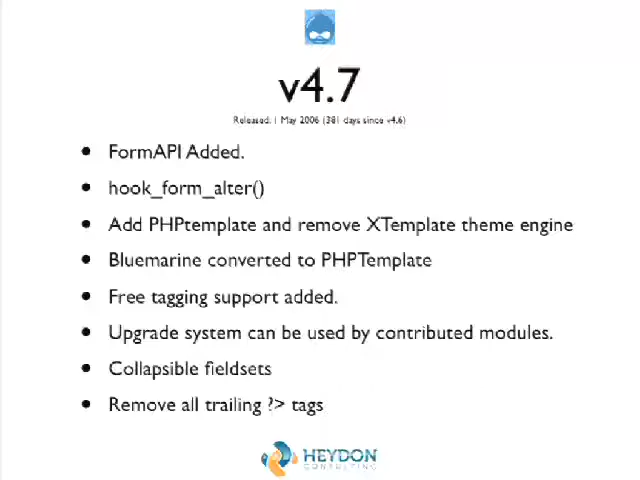 v4.7
Released: 1 May 2006 (381 days since v4.6)
• FormAPI Added.
• hook_form_alter()
• Add PHPtemplate and remove XTemplate theme engine
• Bluemarine converted to PHPTemplate
• Free tagging support added.
• Upgrade system can be used by contributed modules.
• Collapsible fieldsets
• Remove all trailing ?> tags
HEYDON
CONSULTING